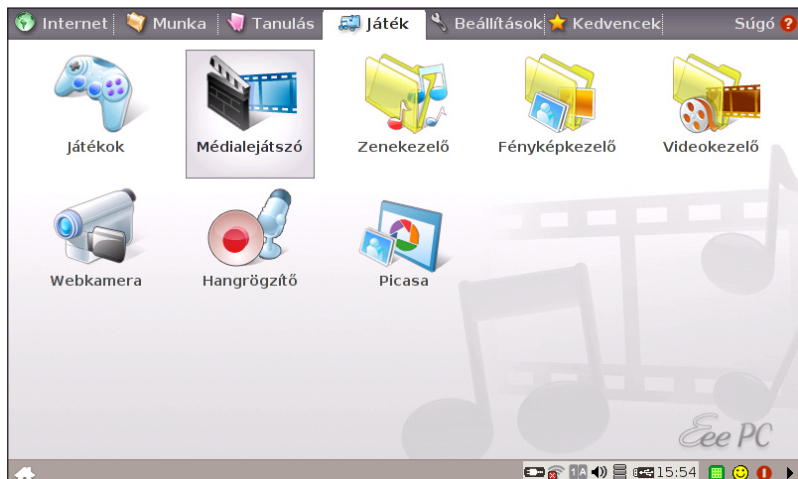 Internet Munka Tanulás Játék Beállítások Kedvencek Súgó ?
Játékok Médialejátszó Zenekezelő Fényképkezelő Videokezelő
Webkamera Hangrögzítő Picasa
Eee PC
1A 15:54